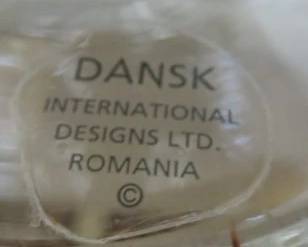 DANSK
INTERNATIONAL
DESIGNS LTD.
ROMANIA
©